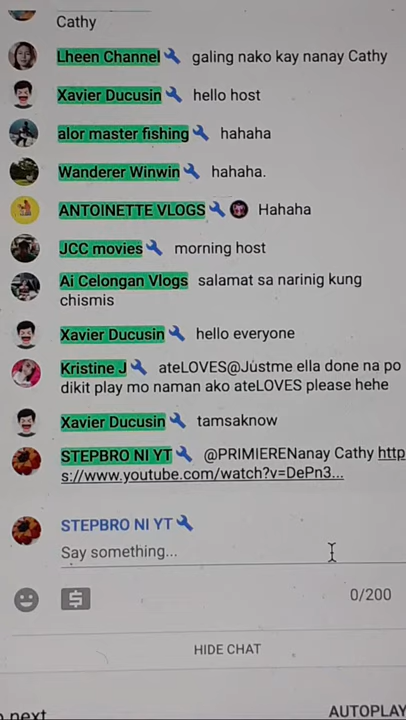 Cathy
Lheen Channel galing nako kay nanay Cathy
Xavier Ducusin hello host
alor master fishing hahaha
Wanderer Winwin hahaha.
ANTOINETTE VLOGS Hahaha
JCC movies morning host
Ai Celongan Vlogs salamat sa narinig kung
chismis
Xavier Ducusin hello everyone
Kristine J ateLOVES@Justme ella done na po
dikit play mo naman ako ateLOVES please hehe
Xavier Ducusin tamsaknow
STEPBRO NI YT @PRIMIERENanay Cathy http
s://www.youtube.com/watch?v=DePn3...
STEPBRO NI YT
Say something...
0/200
HIDE CHAT
next
AUTOPLAY